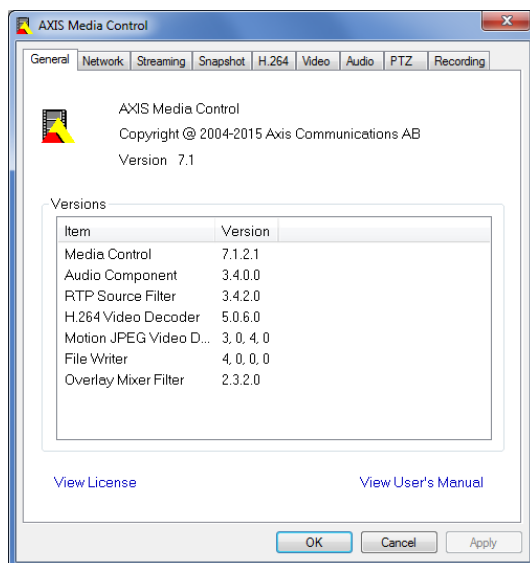 AXIS Media Control
General Network Streaming Snapshot H.264 Video Audio PTZ Recording
AXIS Media Control
Copyright @ 2004-2015 Axis Communications AB
Version 7.1
Versions
Item Version
Media Control 7.1.2.1
Audio Component 3.4.0.0
RTP Source Filter 3.4.2.0
H.264 Video Decoder 5.0.6.0
Motion JPEG Video D... 3, 0, 4, 0
File Writer 4, 0, 0, 0
Overlay Mixer Filter 2.3.2.0
View License View User's Manual
OK Cancel Apply